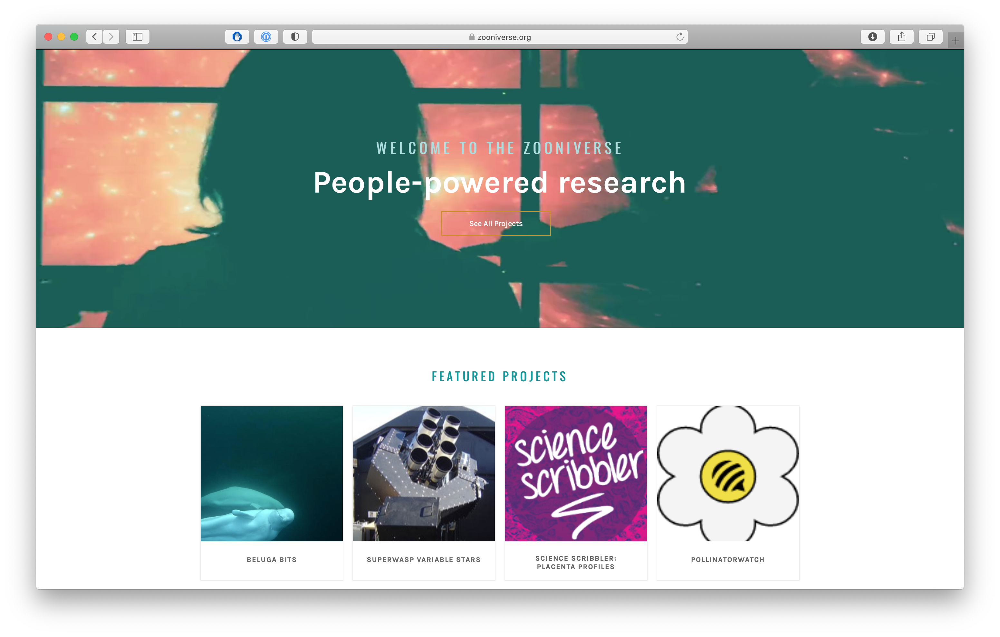 zooniverse.org
WELCOME TO THE ZOONIVERSE
People-powered research
See All Projects
FEATURED PROJECTS
science
scribbler
BELUGA BITS
SUPERWASP VARIABLE STARS
SCIENCE SCRIBBLER:
PLACENTA PROFILES
POLLINATORWATCH